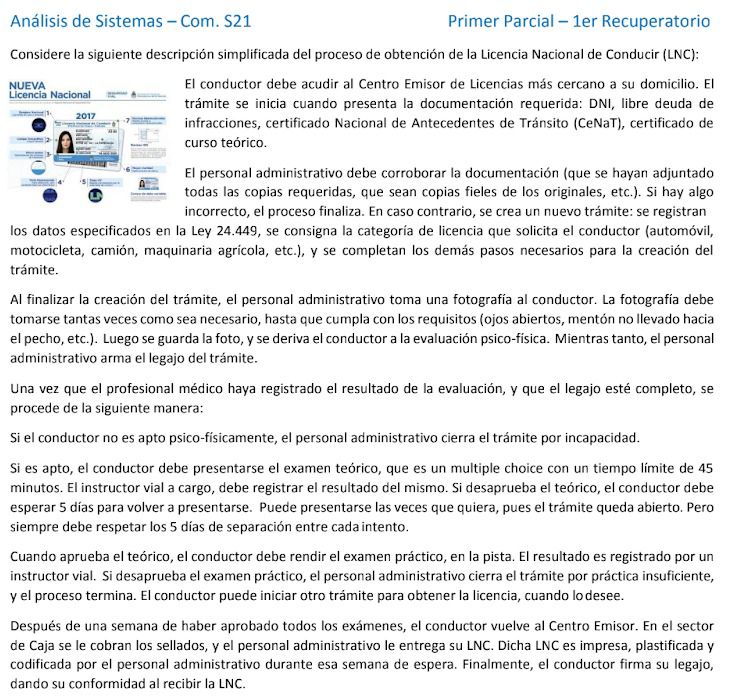 Análisis de Sistemas – Com. S21
Primer Parcial – 1er Recuperatorio
Considere la siguiente descripción simplificada del proceso de obtención de la Licencia Nacional de Conducir (LNC):
NUEVA
Licencia Nacional
2017
El conductor debe acudir al Centro Emisor de Licencias más cercano a su domicilio. El
trámite se inicia cuando presenta la documentación requerida: DNI, libre deuda de
infracciones, certificado Nacional de Antecedentes de Tránsito (CeNaT), certificado de
curso teórico.
El personal administrativo debe corroborar la documentación (que se hayan adjuntado
todas las copias requeridas, que sean copias fieles de los originales, etc.). Si hay algo
incorrecto, el proceso finaliza. En caso contrario, se crea un nuevo trámite: se registran
los datos especificados en la Ley 24.449, se consigna la categoría de licencia que solicita el conductor (automóvil,
motocicleta, camión, maquinaria agrícola, etc.), y se completan los demás pasos necesarios para la creación del
trámite.
Al finalizar la creación del trámite, el personal administrativo toma una fotografía al conductor. La fotografía debe
tomarse tantas veces como sea necesario, hasta que cumpla con los requisitos (ojos abiertos, mentón no llevado hacia
el pecho, etc.). Luego se guarda la foto, y se deriva el conductor a la evaluación psico-física. Mientras tanto, el personal
administrativo arma el legajo del trámite.
Una vez que el profesional médico haya registrado el resultado de la evaluación, y que el legajo esté completo, se
procede de la siguiente manera:
Si el conductor no es apto psico-físicamente, el personal administrativo cierra el trámite por incapacidad.
Si es apto, el conductor debe presentarse el examen teórico, que es un multiple choice con un tiempo límite de 45
minutos. El instructor vial a cargo, debe registrar el resultado del mismo. Si desaprueba el teórico, el conductor debe
esperar 5 días para volver a presentarse. Puede presentarse las veces que quiera, pues el trámite queda abierto. Pero
siempre debe respetar los 5 días de separación entre cada intento.
Cuando aprueba el teórico, el conductor debe rendir el examen práctico, en la pista. El resultado es registrado por un
instructor vial. Si desaprueba el examen práctico, el personal administrativo cierra el trámite por práctica insuficiente,
y el proceso termina. El conductor puede iniciar otro trámite para obtener la licencia, cuando lo desee.
Después de una semana de haber aprobado todos los exámenes, el conductor vuelve al Centro Emisor. En el sector
de Caja se le cobran los sellados, y el personal administrativo le entrega su LNC. Dicha LNC es impresa, plastificada y
codificada por el personal administrativo durante esa semana de espera. Finalmente, el conductor firma su legajo,
dando su conformidad al recibir la LNC.